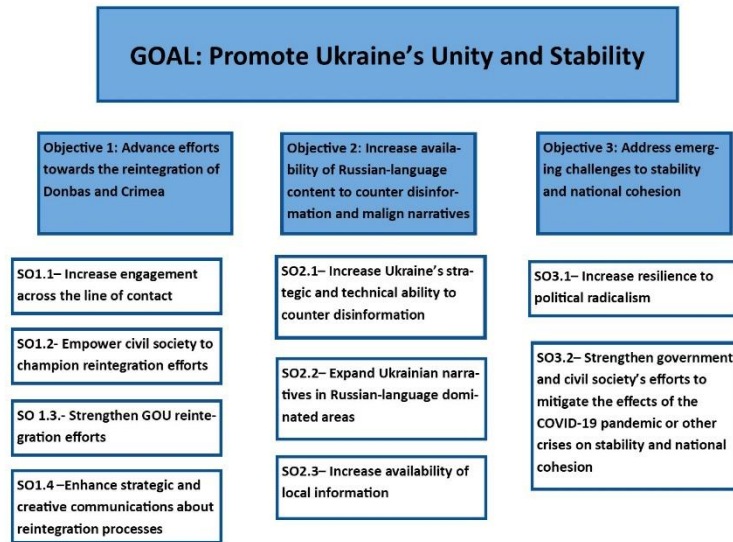 GOAL: Promote Ukraine’s Unity and Stability
Objective 1: Advance efforts
towards the reintegration of
Donbas and Crimea
SO1.1– Increase engagement
across the line of contact
SO1.2- Empower civil society to
champion reintegration efforts
SO 1.3.- Strengthen GOU reinte-
gration efforts
SO1.4 –Enhance strategic and
creative communications about
reintegration processes
Objective 2: Increase availa-
bility of Russian-language
content to counter disinfor-
mation and malign narratives
SO2.1– Increase Ukraine’s stra-
tegic and technical ability to
counter disinformation
SO2.2– Expand Ukrainian narra-
tives in Russian-language domi-
nated areas
SO2.3– Increase availability of
local information
Objective 3: Address emerg-
ing challenges to stability
and national cohesion
SO3.1– Increase resilience to
political radicalism
SO3.2– Strengthen government
and civil society’s efforts to
mitigate the effects of the
COVID-19 pandemic or other
crises on stability and national
cohesion